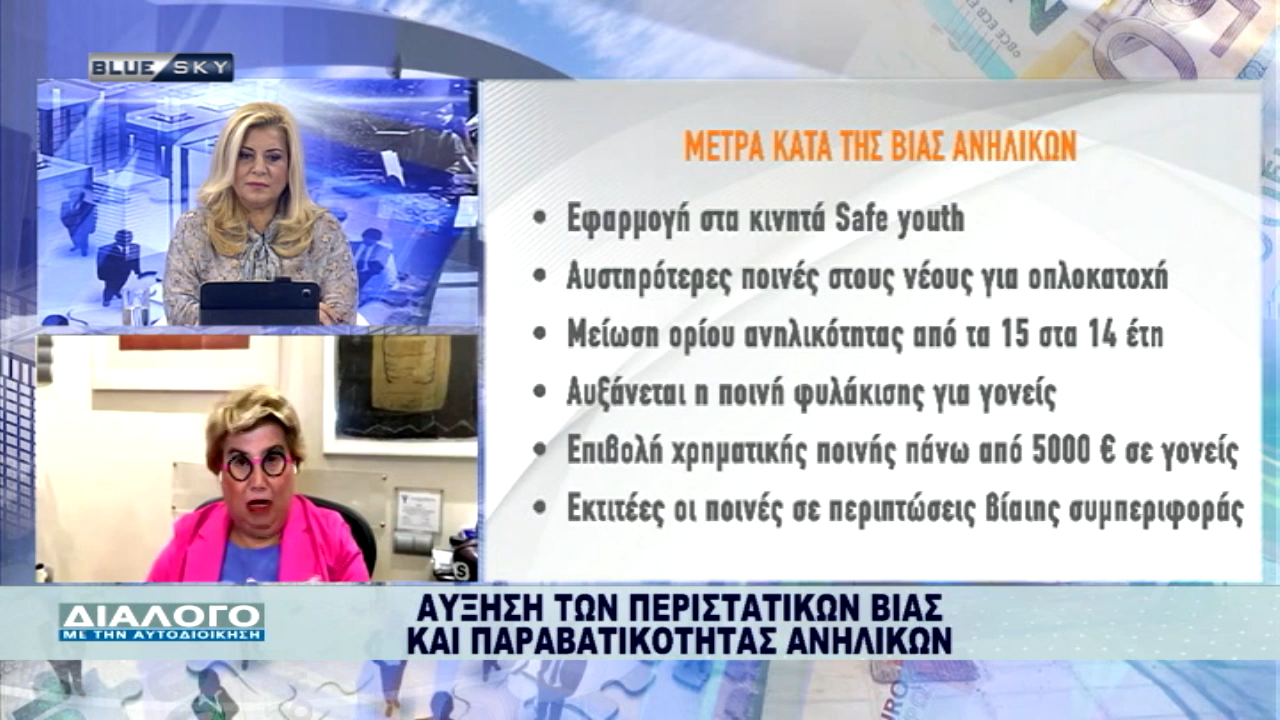 BLUE SKY
ΜΕΤΡΑ ΚΑΤΑ ΤΗΣ ΒΙΑΣ ΑΝΗΛΙΚΩΝ
• Εφαρμογή στα κινητά Safe youth
• Αυστηρότερες ποινές στους νέους για οπλοκατοχή
• Μείωση ορίου ανηλικότητας από τα 15 στα 14 έτη
• Αυξάνεται η ποινή φυλάκισης για γονείς
• Επιβολή χρηματικής ποινής πάνω από 5000 € σε γονείς
• Εκτιτέες οι ποινές σε περιπτώσεις βίαιης συμπεριφοράς
ΔΙΑΛΟΓΟ
ΜΕ ΤΗΝ ΑΥΤΟΔΙΟΙΚΗΣΗ
ΑΥΞΗΣΗ ΤΩΝ ΠΕΡΙΣΤΑΤΙΚΩΝ ΒΙΑΣ
ΚΑΙ ΠΑΡΑΒΑΤΙΚΟΤΗΤΑΣ ΑΝΗΛΙΚΩΝ